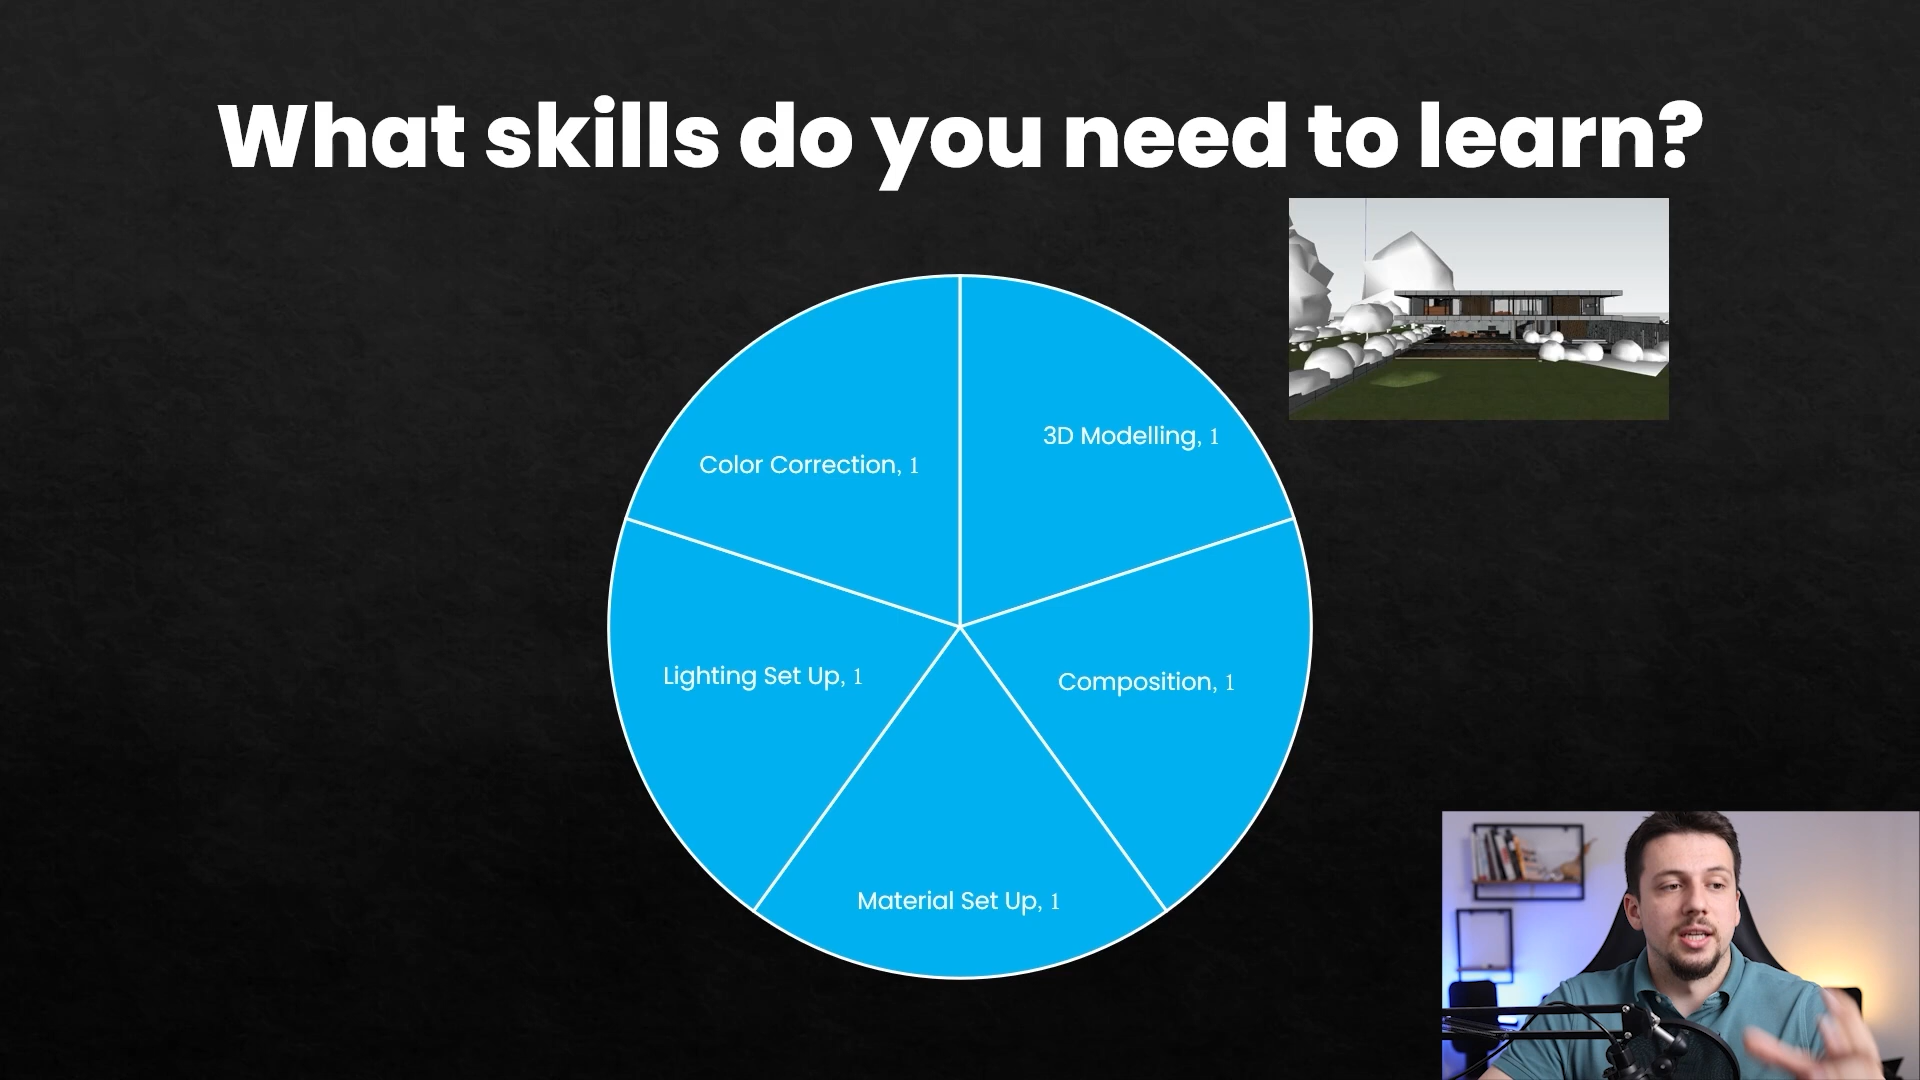 What skills do you need to learn?
3D Modelling, 1
Color Correction, 1
Lighting Set Up, 1
Composition, 1
Material Set Up, 1